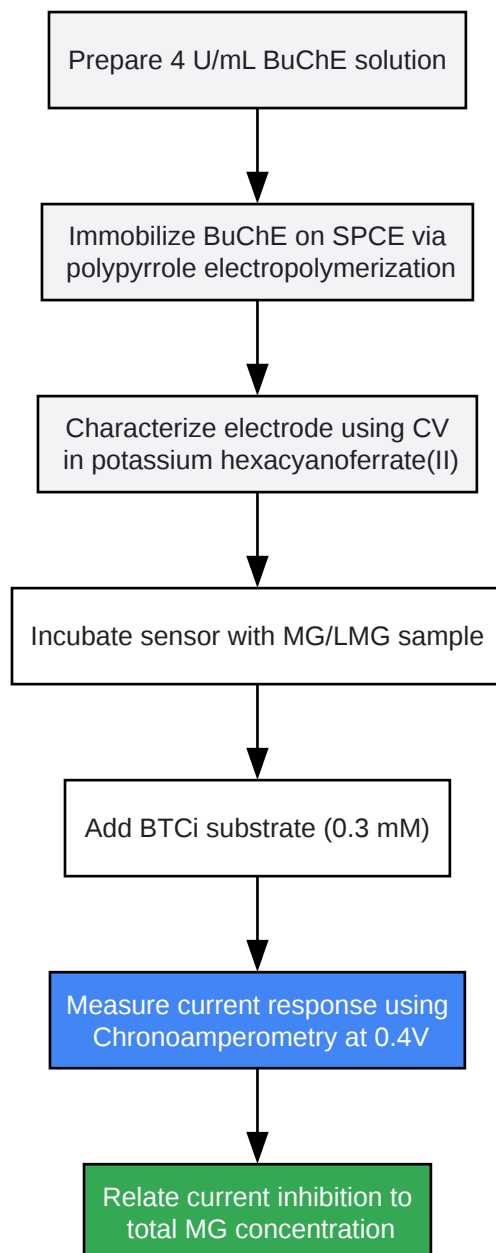 Prepare 4 U/mL BuChE solution
Immobilize BuChE on SPCE via
polypyrrole electropolymerization
Characterize electrode using CV
in potassium hexacyanoferrate(II)
Incubate sensor with MG/LMG sample
Add BTCi substrate (0.3 mM)
Measure current response using
Chronoamperometry at 0.4V
Relate current inhibition to
total MG concentration